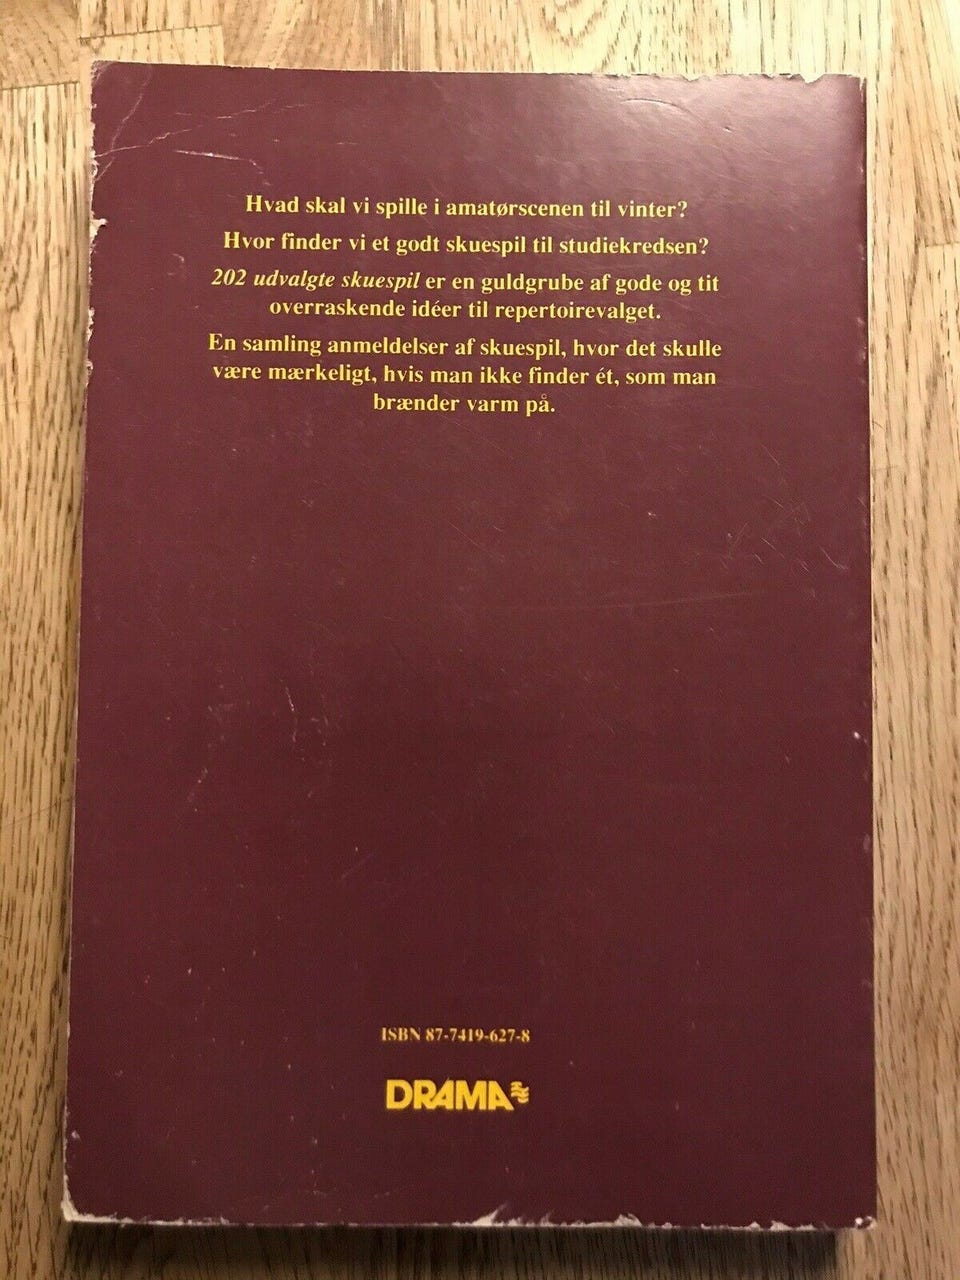 Hvad skal vi spille i amatørscenen til vinter?
Hvor finder vi et godt skuespil til studiekredsen?
202 udvalgte skuespil er en guldgrube af gode og tit
overraskende idéer til repertoirevalget.
En samling anmeldelser af skuespil, hvor det skulle
være mærkeligt, hvis man ikke finder ét, som man
brænder varm på.
ISBN 87-7419-627-8
DRAMA